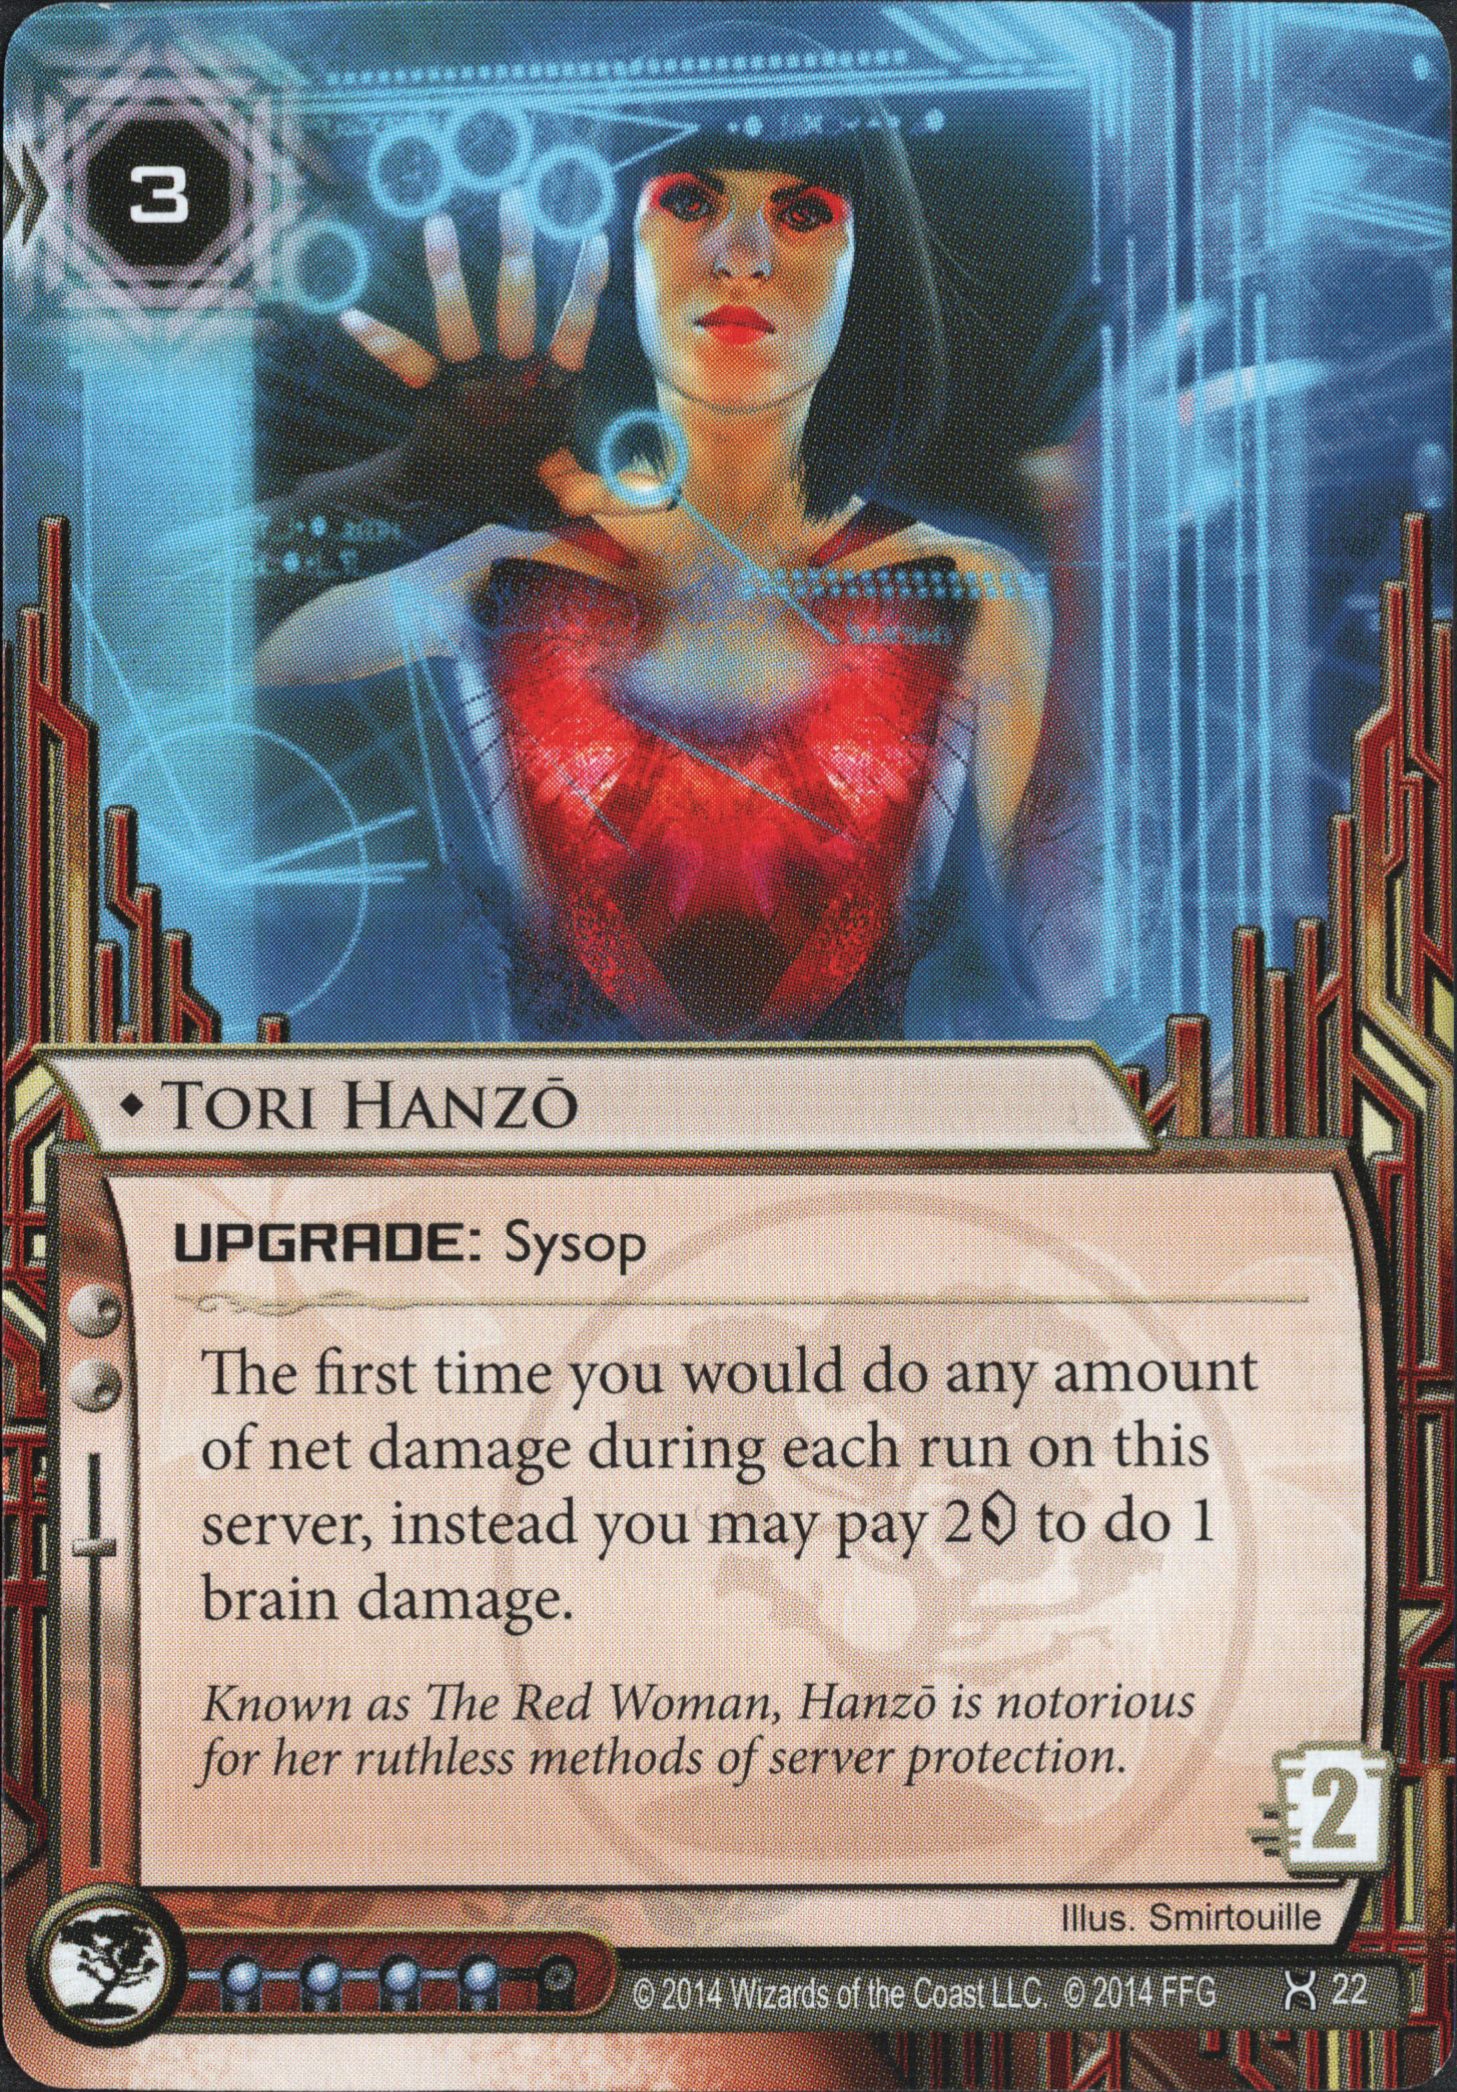 3
◆ TORI HANZŌ
UPGRADE: Sysop
The first time you would do any amount
of net damage during each run on this
server, instead you may pay 2 to do 1
brain damage.
Known as The Red Woman, Hanzō is notorious
for her ruthless methods of server protection.
2
Illus. Smirtouille
© 2014 Wizards of the Coast LLC. © 2014 FFG 22